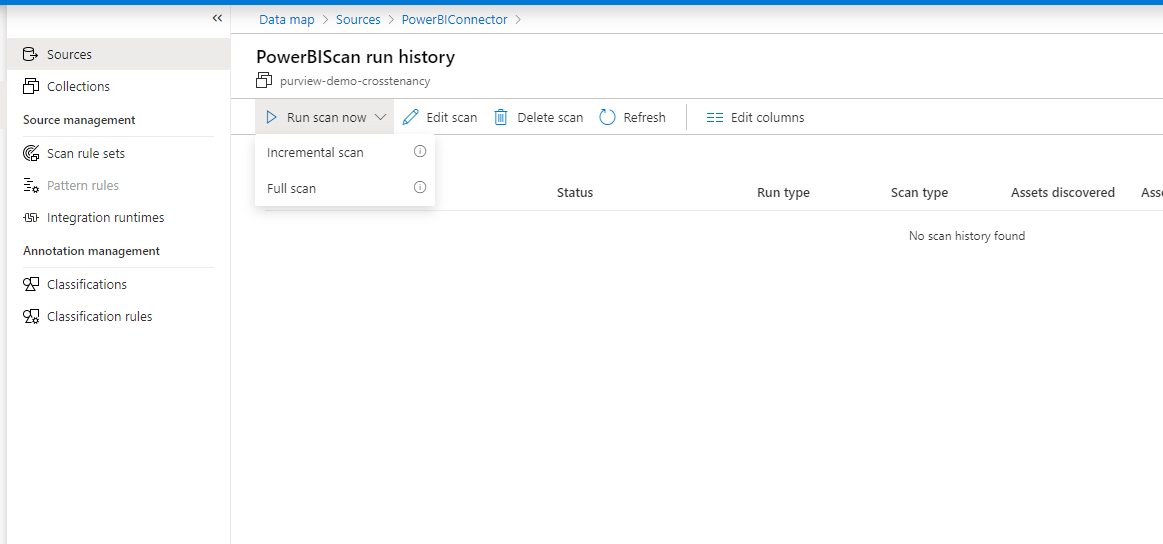 Data map > Sources > PowerBIConnector >
Sources
Collections
Source management
Scan rule sets
Pattern rules
Integration runtimes
Annotation management
Classifications
Classification rules
PowerBIScan run history
purview-demo-crosstenancy
Run scan now Edit scan Delete scan Refresh Edit columns
Incremental scan
Full scan
Status Run type Scan type Assets discovered Asse
No scan history found